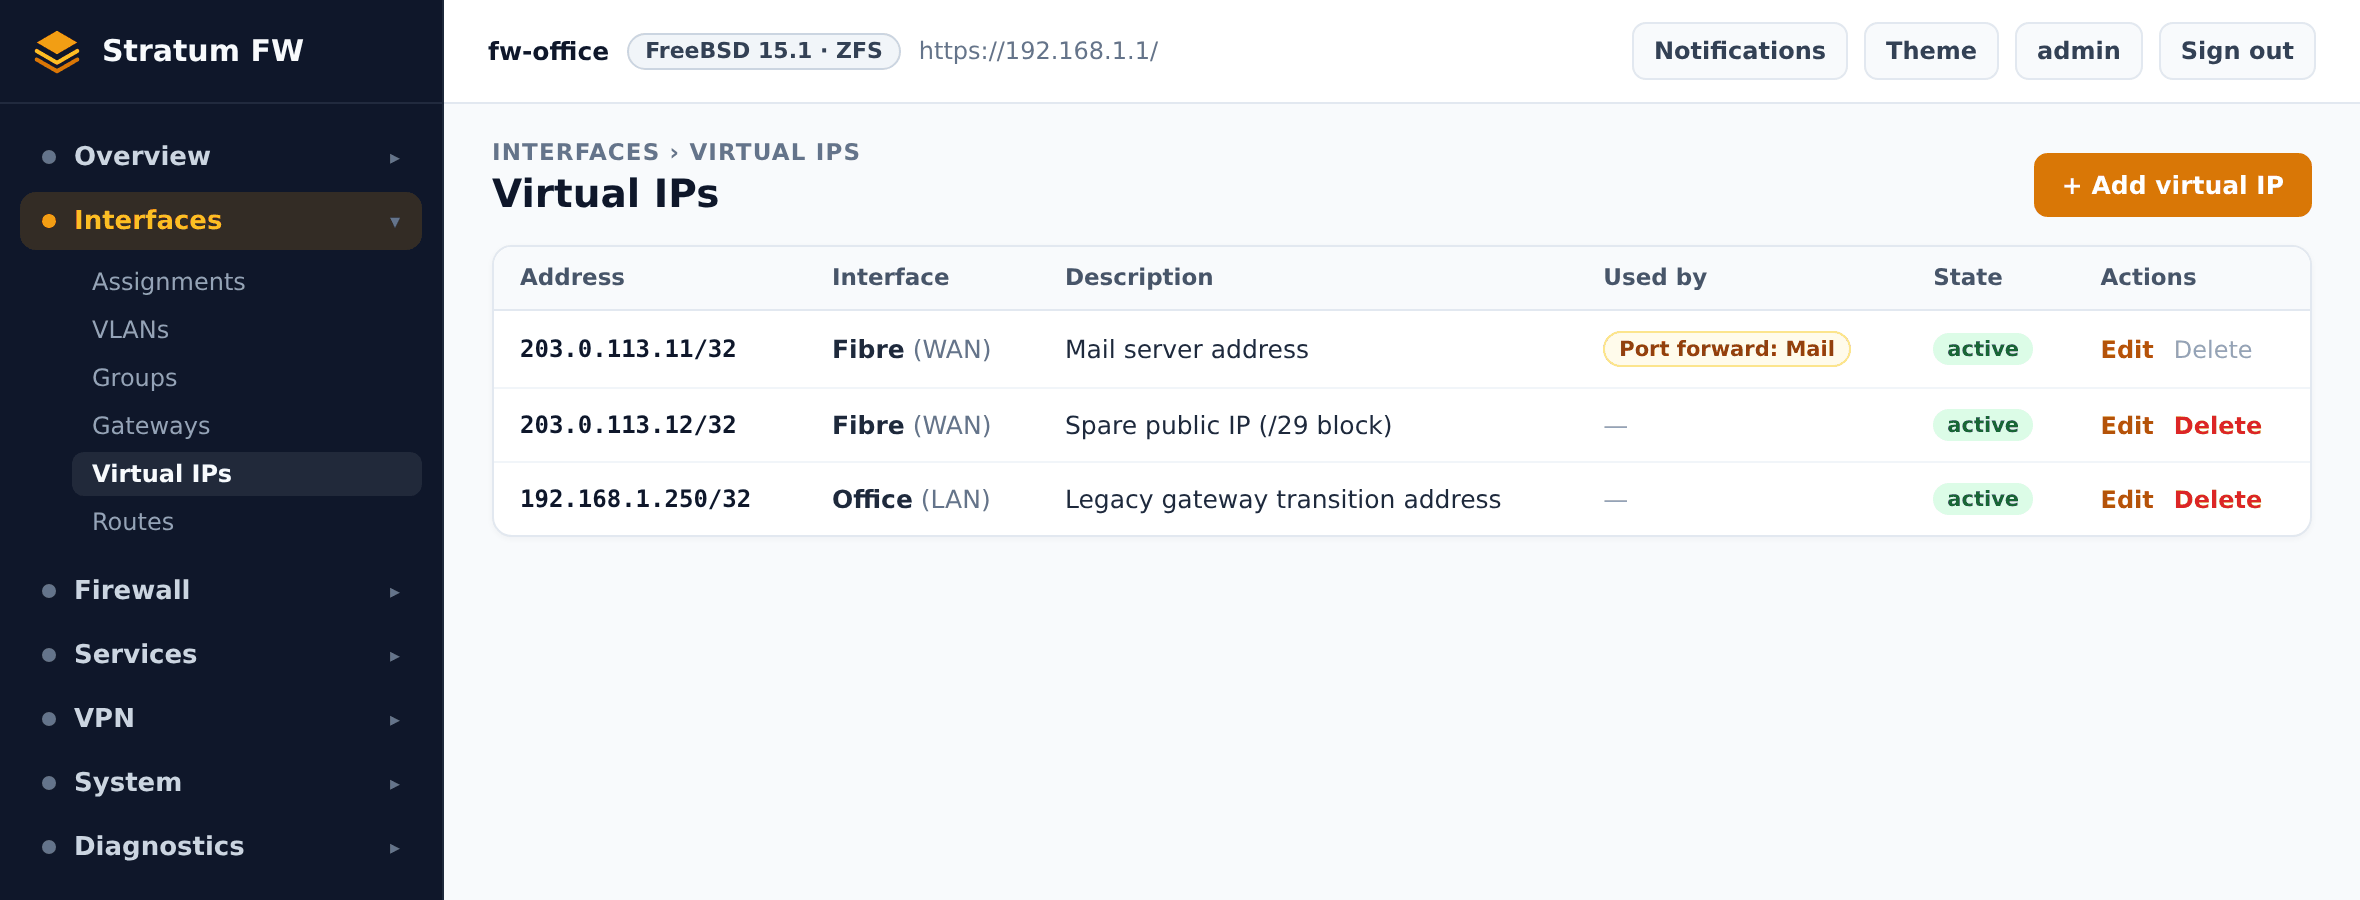 Stratum FW
fw-office FreeBSD 15.1 · ZFS https://192.168.1.1/ Notifications Theme admin Sign out
Overview ▸
Interfaces ▾
Assignments
VLANs
Groups
Gateways
Virtual IPs
Routes
Firewall ▸
Services ▸
VPN ▸
System ▸
Diagnostics ▸
INTERFACES › VIRTUAL IPS
Virtual IPs
+ Add virtual IP
Address Interface Description Used by State Actions
203.0.113.11/32 Fibre (WAN) Mail server address Port forward: Mail active Edit Delete
203.0.113.12/32 Fibre (WAN) Spare public IP (/29 block) — active Edit Delete
192.168.1.250/32 Office (LAN) Legacy gateway transition address — active Edit Delete